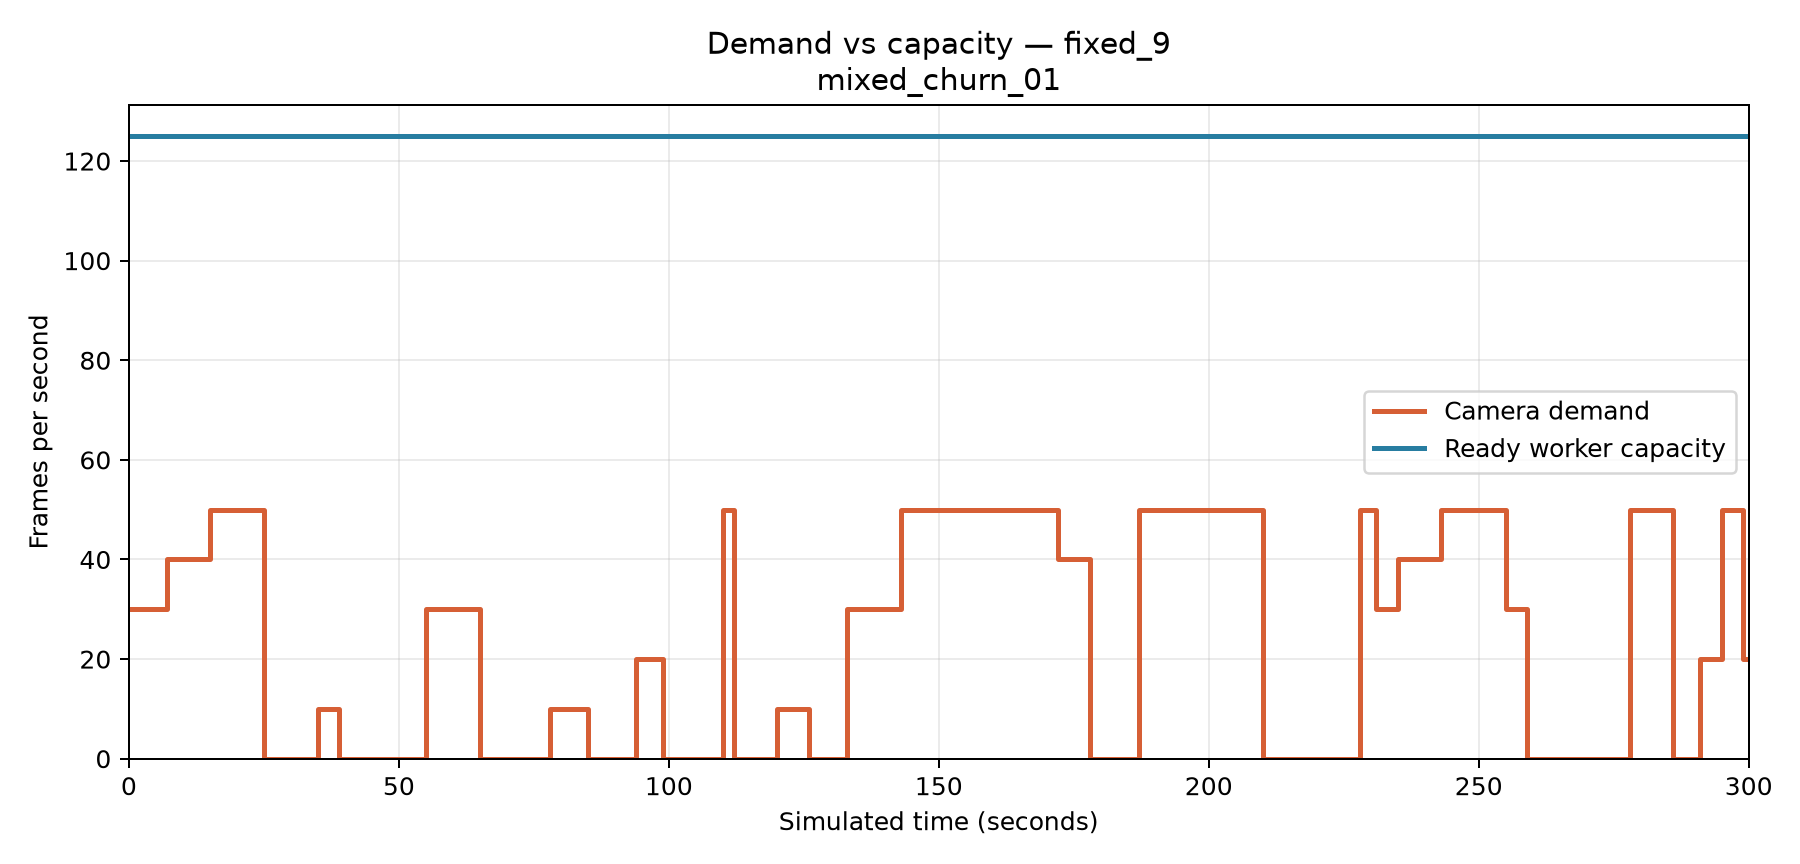 Demand vs capacity — fixed_9
mixed_churn_01
120
100
80
60
40
20
0
Frames per second
Camera demand
Ready worker capacity
0 50 100 150 200 250 300
Simulated time (seconds)